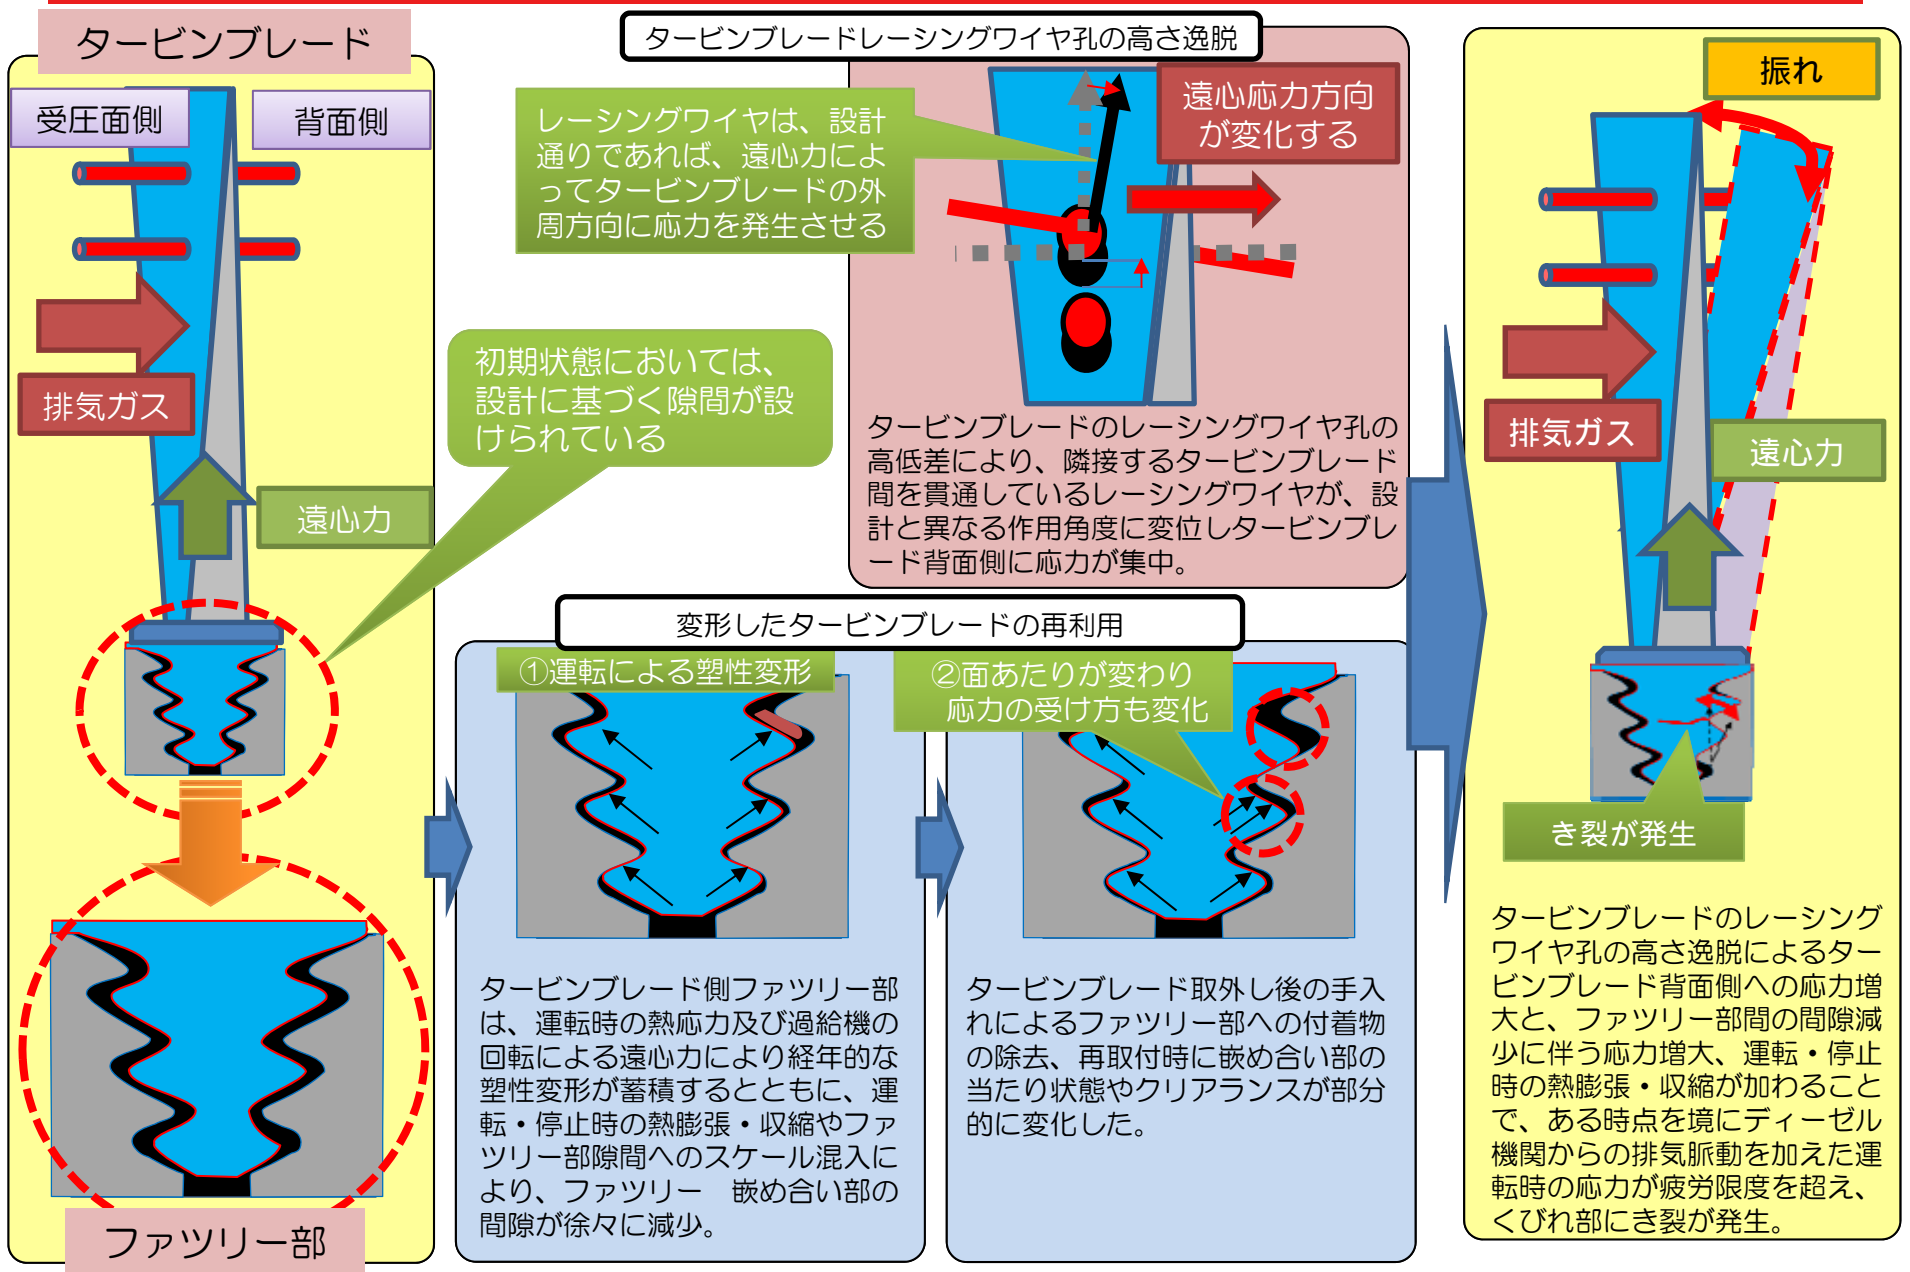 タービンブレード
受圧面側
背面側
排気ガス
遠心力
初期状態においては、
設計に基づく隙間が設
けられている
ファツリー部
タービンブレードレーシングワイヤ孔の高さ逸脱
レーシングワイヤは、設計
通りであれば、遠心力によ
ってタービンブレードの外
周方向に応力を発生させる
遠心応力方向
が変化する
タービンブレードのレーシングワイヤ孔の
高低差により、隣接するタービンブレード
間を貫通しているレーシングワイヤが、設
計と異なる作用角度に変位しタービンブレ
ード背面側に応力が集中。
変形したタービンブレードの再利用
①運転による塑性変形
タービンブレード側ファツリー部
は、運転時の熱応力及び過給機の
回転による遠心力により経年的な
塑性変形が蓄積するとともに、運
転・停止時の熱膨張・収縮やファ
ツリー部隙間へのスケール混入に
より、ファツリー　嵌め合い部の
間隙が徐々に減少。
②面あたりが変わり
応力の受け方も変化
タービンブレード取外し後の手入
れによるファツリー部への付着物
の除去、再取付時に嵌め合い部の
当たり状態やクリアランスが部分
的に変化した。
振れ
排気ガス
遠心力
き裂が発生
タービンブレードのレーシング
ワイヤ孔の高さ逸脱によるター
ビンブレード背面側への応力増
大と、ファツリー部間の間隙減
少に伴う応力増大、運転・停止
時の熱膨張・収縮が加わること
で、ある時点を境にディーゼル
機関からの排気脈動を加えた運
転時の応力が疲労限度を超え、
くびれ部にき裂が発生。